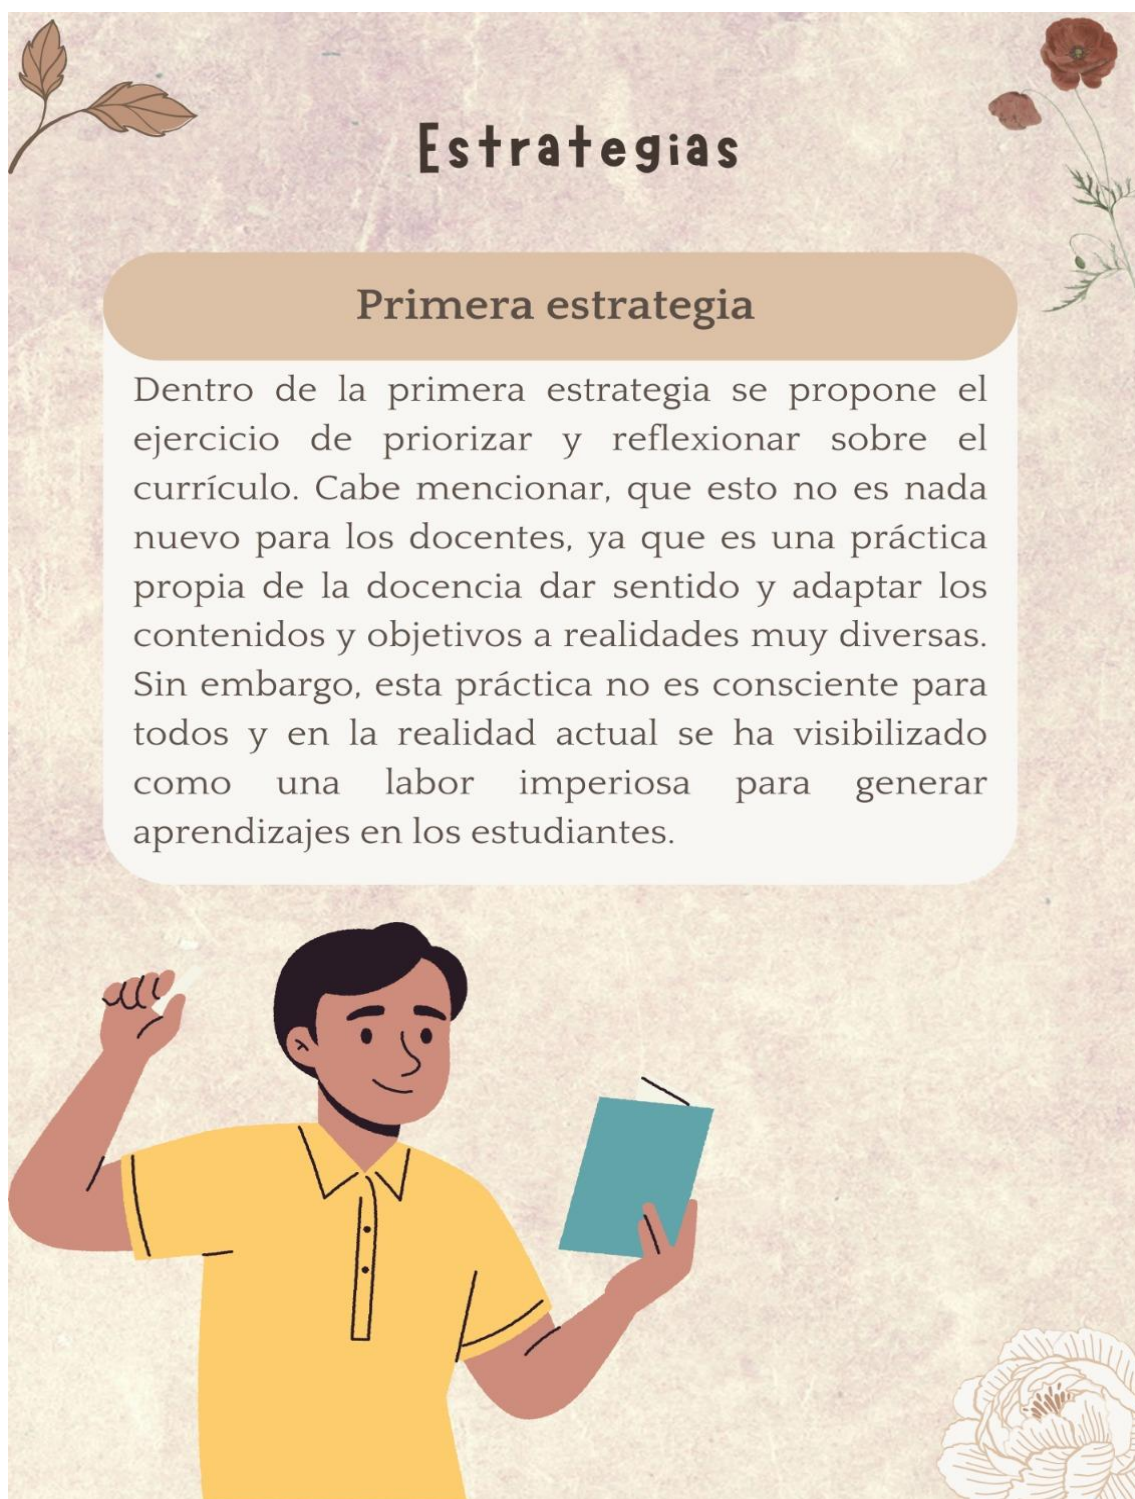 Estrategias
Primera estrategia
Dentro de la primera estrategia se propone el
ejercicio de priorizar y reflexionar sobre el
currículo. Cabe mencionar, que esto no es nada
nuevo para los docentes, ya que es una práctica
propia de la docencia dar sentido y adaptar los
contenidos y objetivos a realidades muy diversas.
Sin embargo, esta práctica no es consciente para
todos y en la realidad actual se ha visibilizado
como una labor imperiosa para generar
aprendizajes en los estudiantes.